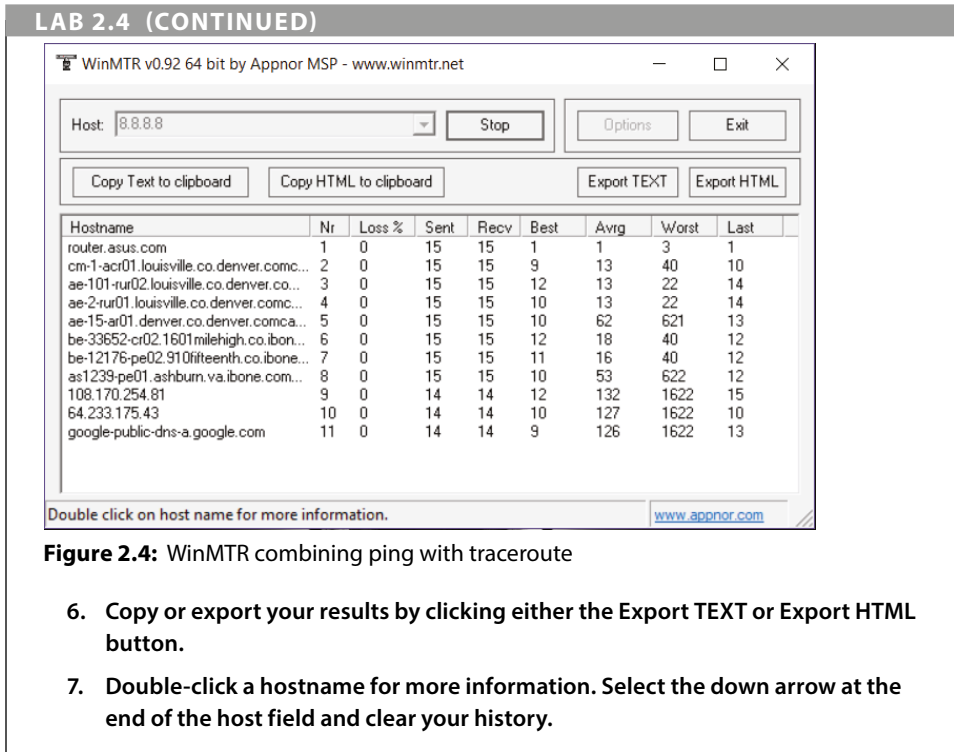 LAB 2.4 (CONTINUED)
WinMTR v0.92 64 bit by Appnor MSP - www.winmtr.net
Host: 8.8.8.8 Stop Options Exit
Copy Text to clipboard Copy HTML to clipboard Export TEXT Export HTML
Hostname Nr Loss % Sent Recv Best Avrg Worst Last
router.asus.com 1 0 15 15 1 1 3 1
cm-1-acr01.louisville.co.denver.comc... 2 0 15 15 9 13 40 10
ae-101-rur02.louisville.co.denver.co... 3 0 15 15 12 13 22 14
ae-2-rur01.louisville.co.denver.comc... 4 0 15 15 10 13 22 14
ae-15-ar01.denver.co.denver.comca... 5 0 15 15 10 62 621 13
be-33652-cr02.1601milehigh.co.ibon... 6 0 15 15 12 18 40 12
be-12176-pe02.910fifteenth.co.ibone... 7 0 15 15 11 16 40 12
as1239-pe01.ashburn.va.ibone.com... 8 0 15 15 10 53 622 12
108.170.254.81 9 0 14 14 12 132 1622 15
64.233.175.43 10 0 14 14 10 127 1622 10
google-public-dns-a.google.com 11 0 14 14 9 126 1622 13
Double click on host name for more information. www.appnor.com
Figure 2.4: WinMTR combining ping with traceroute
6. Copy or export your results by clicking either the Export TEXT or Export HTML
button.
7. Double-click a hostname for more information. Select the down arrow at the
end of the host field and clear your history.